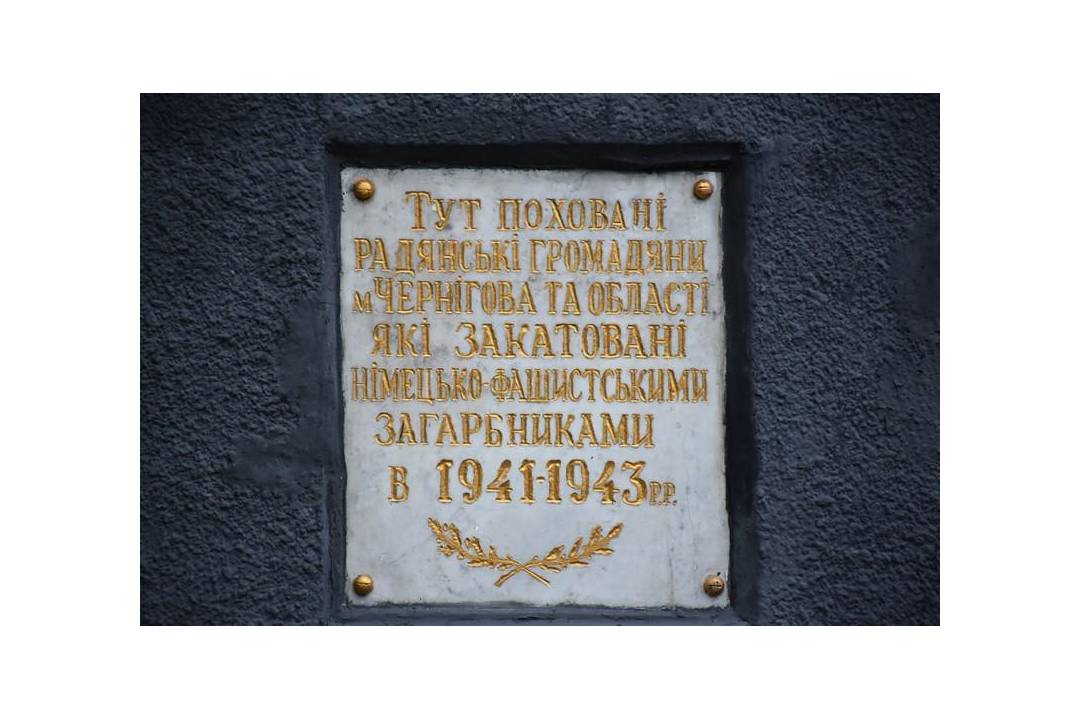 Тут поховані
радянські громадяни
м Чернігова та області,
які закатовані
німецько-фашистськими
загарбниками
в 1941-1943 р.р.